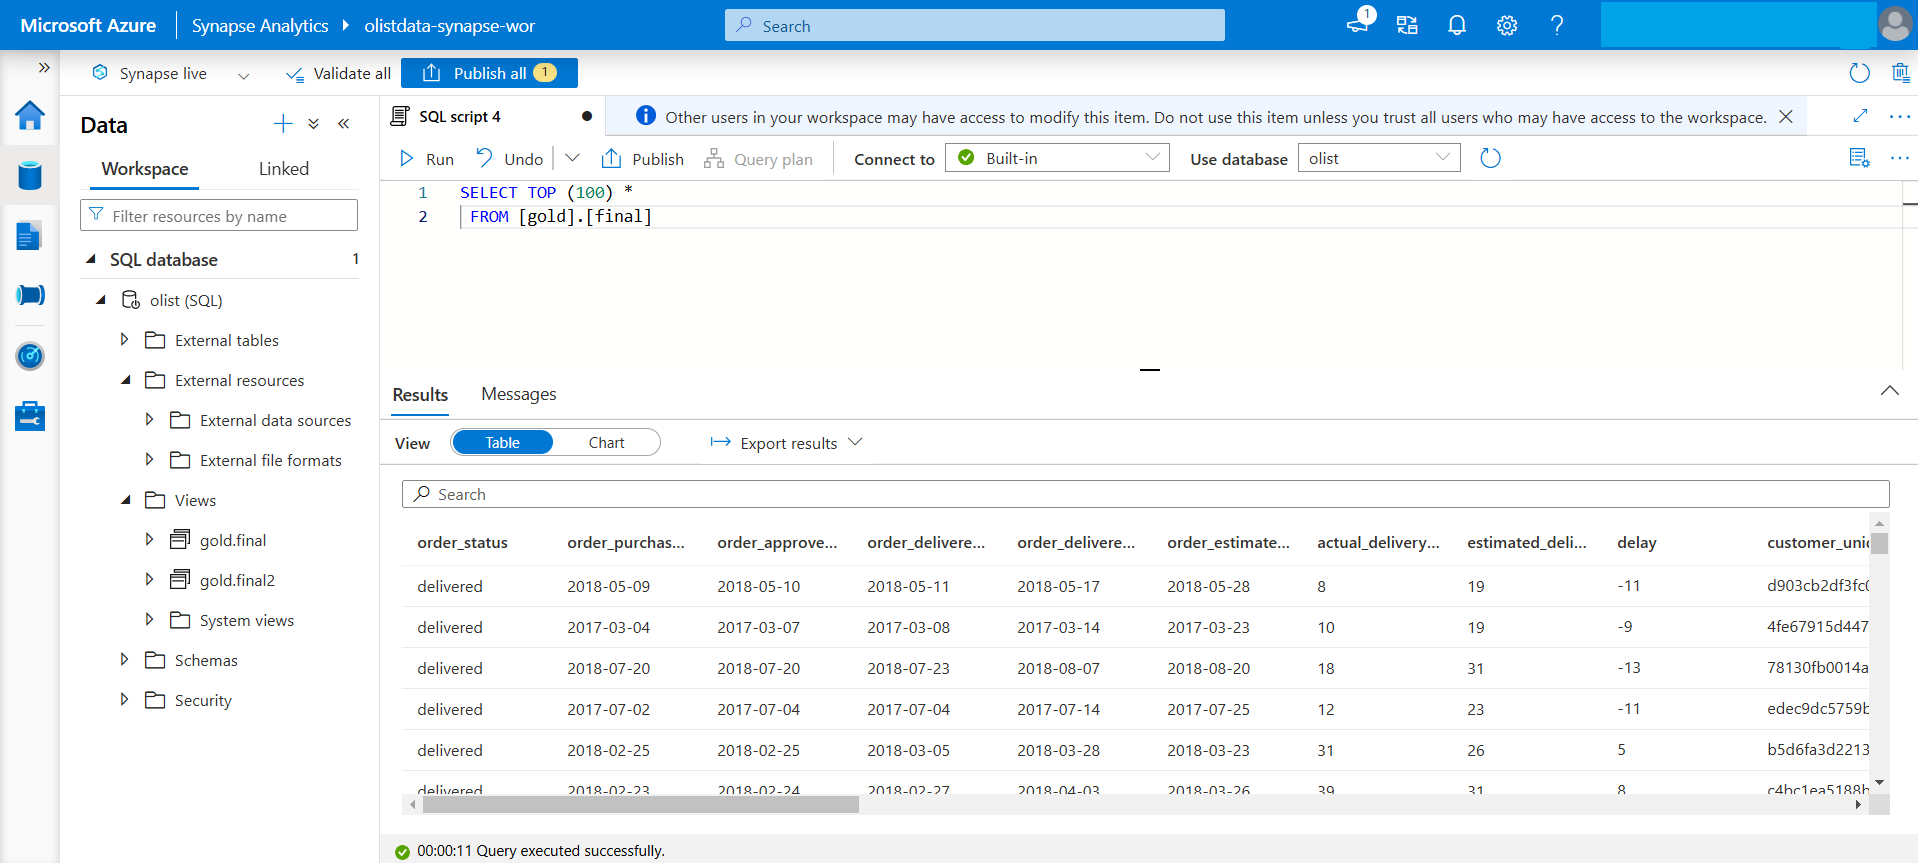 Microsoft Azure Synapse Analytics olistdata-synapse-wor Search 1
Synapse live Validate all Publish all 1
Data
Workspace Linked
Filter resources by name
SQL database 1
olist (SQL)
External tables
External resources
External data sources
External file formats
Views
gold.final
gold.final2
System views
Schemas
Security
SQL script 4 Other users in your workspace may have access to modify this item. Do not use this item unless you trust all users who may have access to the workspace.
Run Undo Publish Query plan Connect to Built-in Use database olist
1 SELECT TOP (100) *
2 FROM [gold].[final]
Results Messages
View Table Chart Export results
Search
order_status order_purchas... order_approve... order_delivere... order_delivere... order_estimate... actual_delivery... estimated_deli... delay customer_uni
delivered 2018-05-09 2018-05-10 2018-05-11 2018-05-17 2018-05-28 8 19 -11 d903cb2df3fc
delivered 2017-03-04 2017-03-07 2017-03-08 2017-03-14 2017-03-23 10 19 -9 4fe67915d447
delivered 2018-07-20 2018-07-20 2018-07-23 2018-08-07 2018-08-20 18 31 -13 78130fb0014a
delivered 2017-07-02 2017-07-04 2017-07-04 2017-07-14 2017-07-25 12 23 -11 edec9dc5759b
delivered 2018-02-25 2018-02-25 2018-03-05 2018-03-28 2018-03-23 31 26 5 b5d6fa3d2213
delivered 2018-02-23 2018-02-24 2018-02-27 2018-04-03 2018-03-26 39 31 8 c4bc1ea5188b
00:00:11 Query executed successfully.